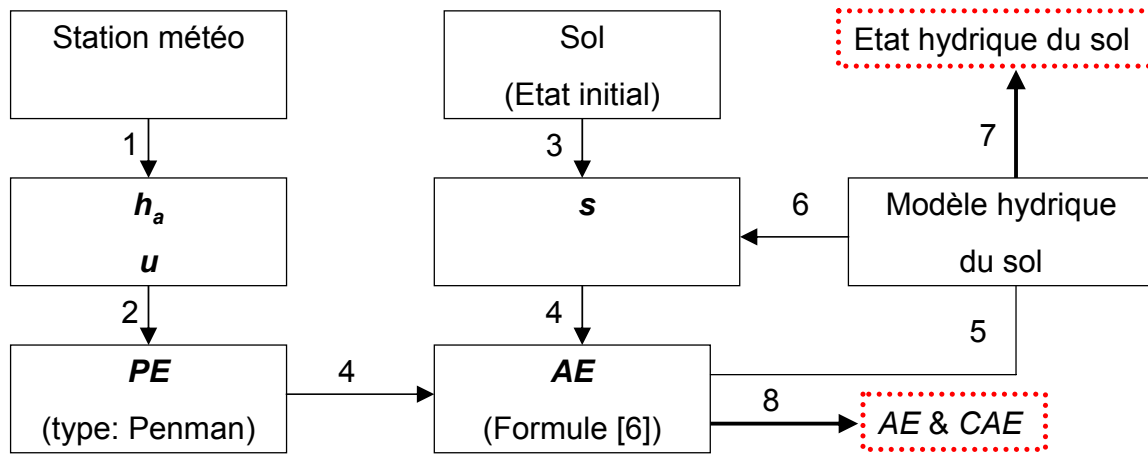 Station météo
Sol
(Etat initial)
Etat hydrique du sol
1
3
7
h_a
u
s
6
Modèle hydrique
du sol
2
4
5
PE
(type: Penman)
4
AE
(Formule [6])
8
AE & CAE